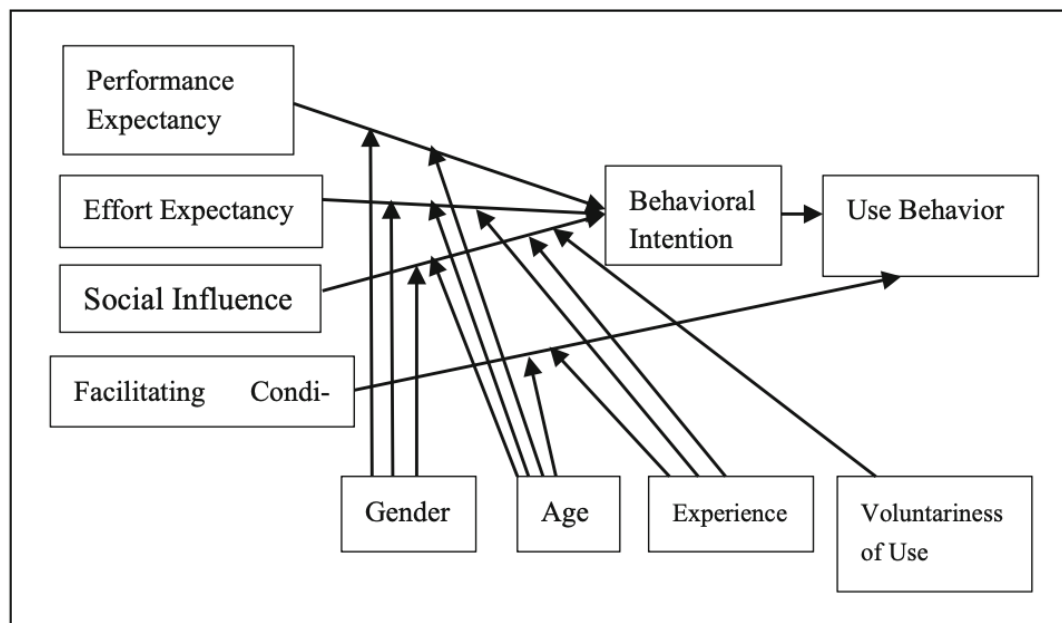 Performance
Expectancy
Effort Expectancy
Behavioral
Intention
Use Behavior
Social Influence
Facilitating Condi-
Gender
Age
Experience
Voluntariness
of Use